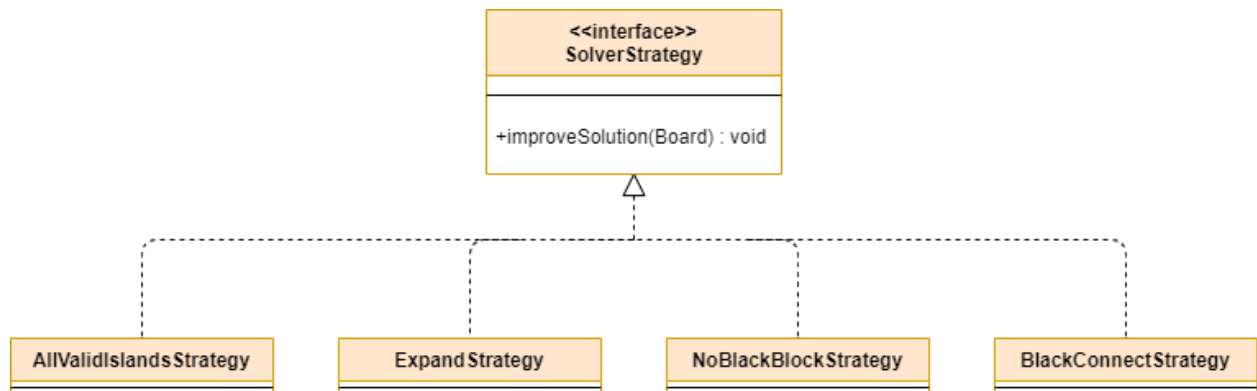 <<interface>>
SolverStrategy
+improveSolution(Board) : void
AllValidIslandsStrategy
ExpandStrategy
NoBlackBlockStrategy
BlackConnectStrategy